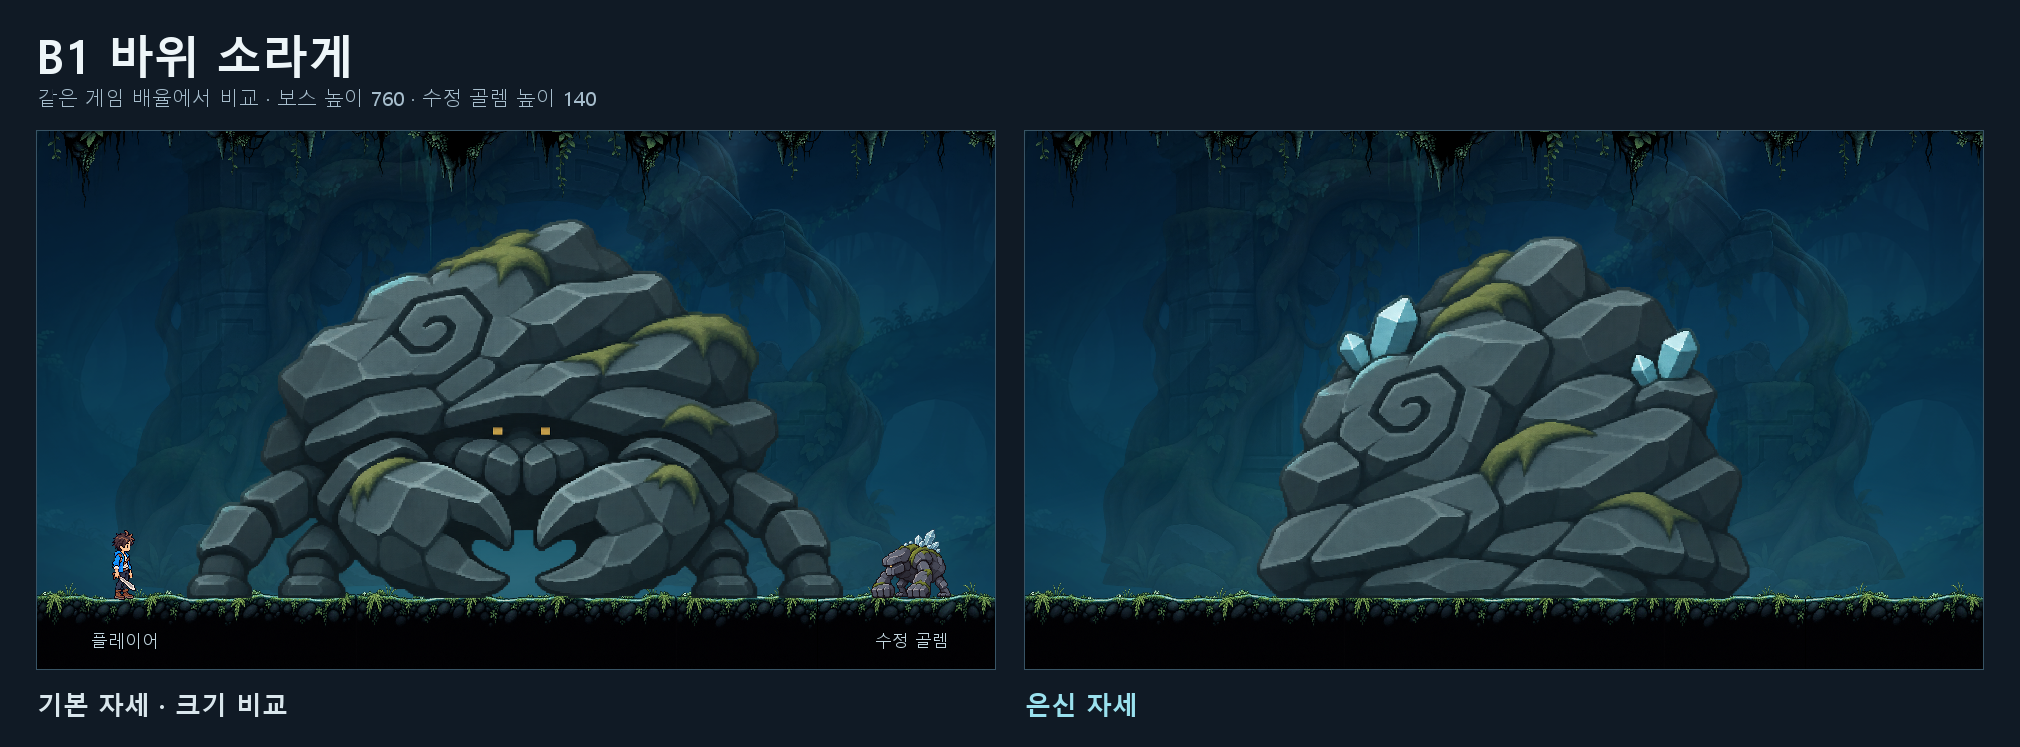 B1 바위 소라게
같은 게임 배율에서 비교 · 보스 높이 760 · 수정 골렘 높이 140
플레이어
수정 골렘
기본 자세 · 크기 비교
은신 자세